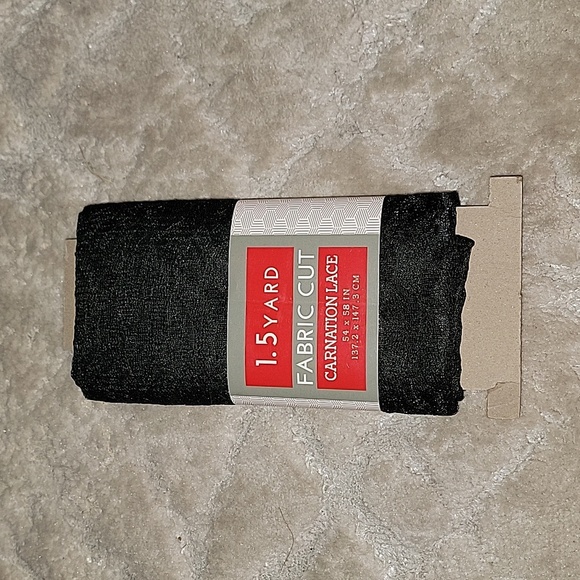 1.5 YARD
FABRIC CUT
CARNATION LACE
54 x 58 IN
137.2 x 147.3 CM